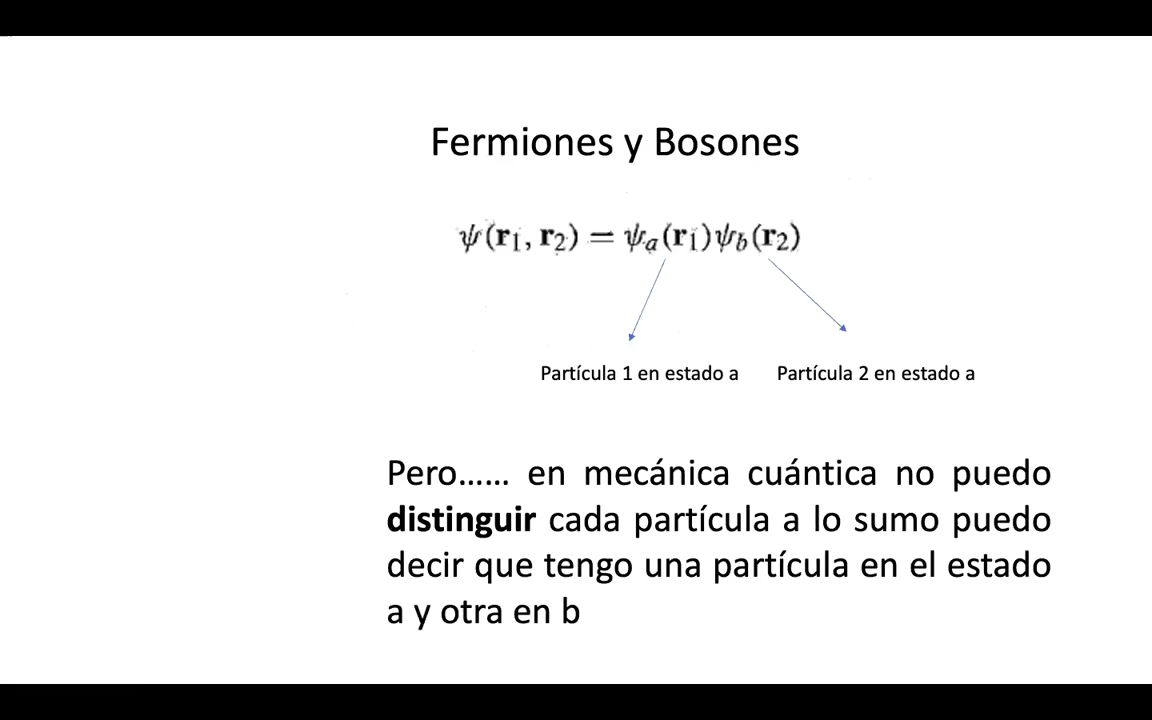 Fermiones y Bosones
ψ(r₁, r₂) = ψₐ(r₁)ψ_b(r₂)
Partícula 1 en estado a Partícula 2 en estado a
Pero...... en mecánica cuántica no puedo
distinguir cada partícula a lo sumo puedo
decir que tengo una partícula en el estado
a y otra en b